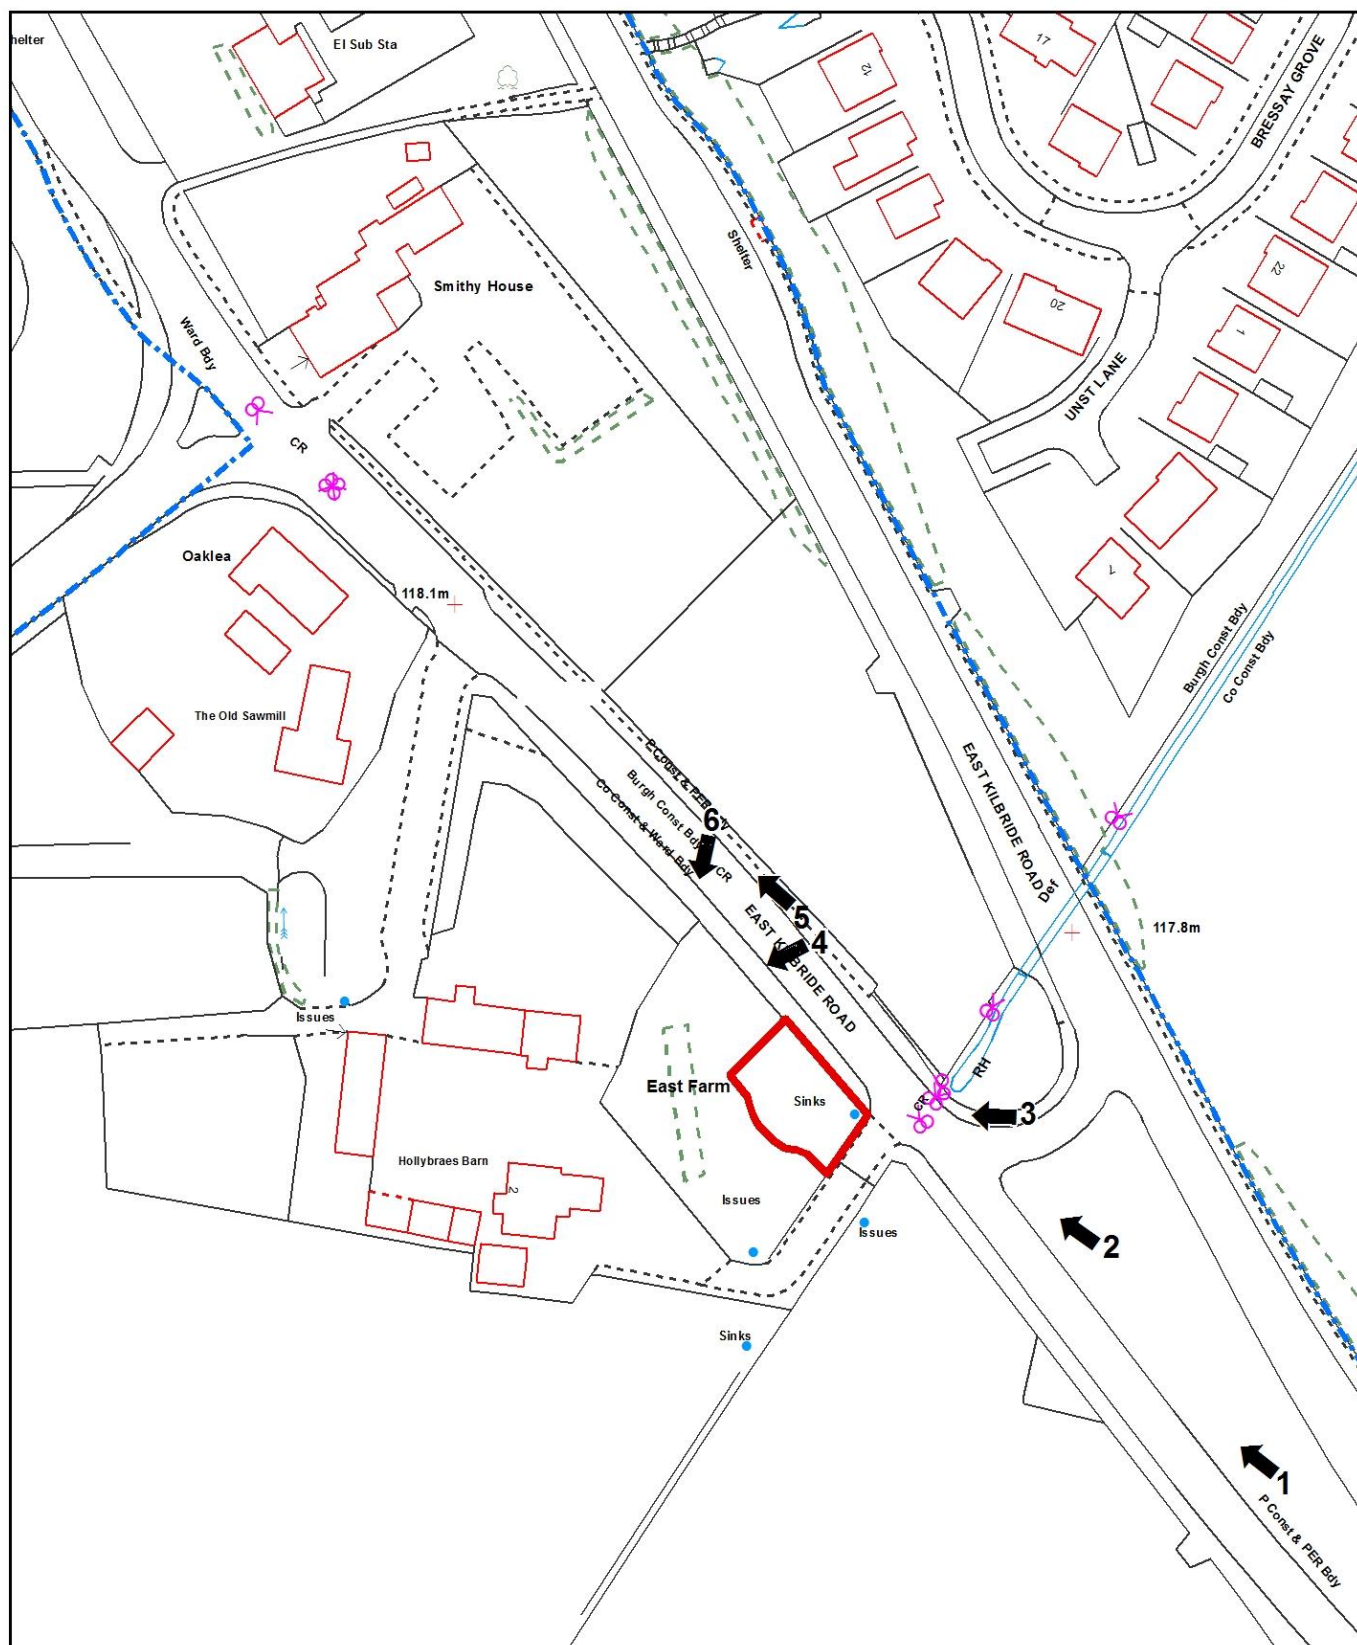 helter
El Sub Sta
17
12
BRESSAY GROVE
Shelter
22
Smithy House
20
1
Ward Bdy
UNST LANE
CR
Oaklea
7
118.1m
Burgh Const Bdy
Co Const Bdy
The Old Sawmill
P Const & PER
Burgh Const Bdy
Co Const & Ward Bdy
EAST KILBRIDE ROAD
6
CR
Def
5
EAST KILBRIDE ROAD
4
117.8m
Issues
RH
East Farm
Sinks
CR
3
Hollybraes Barn
2
Issues
Issues
2
Sinks
1
P Const & PER Bdy